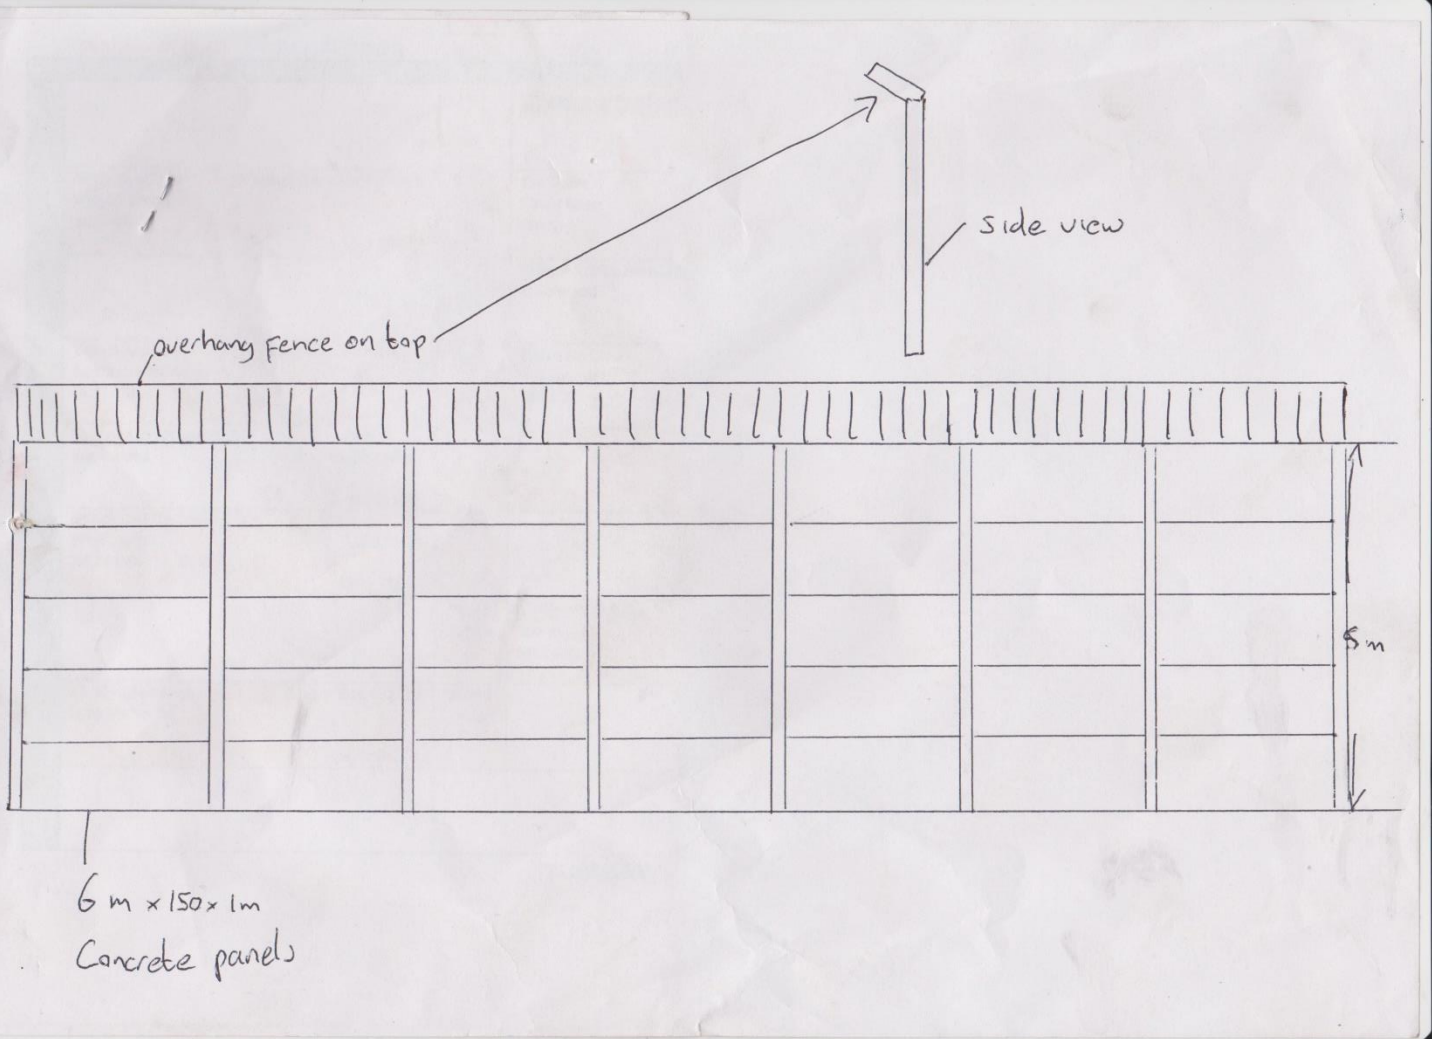 side view
overhang fence on top
5m
6m x 150 x 1m
Concrete panels